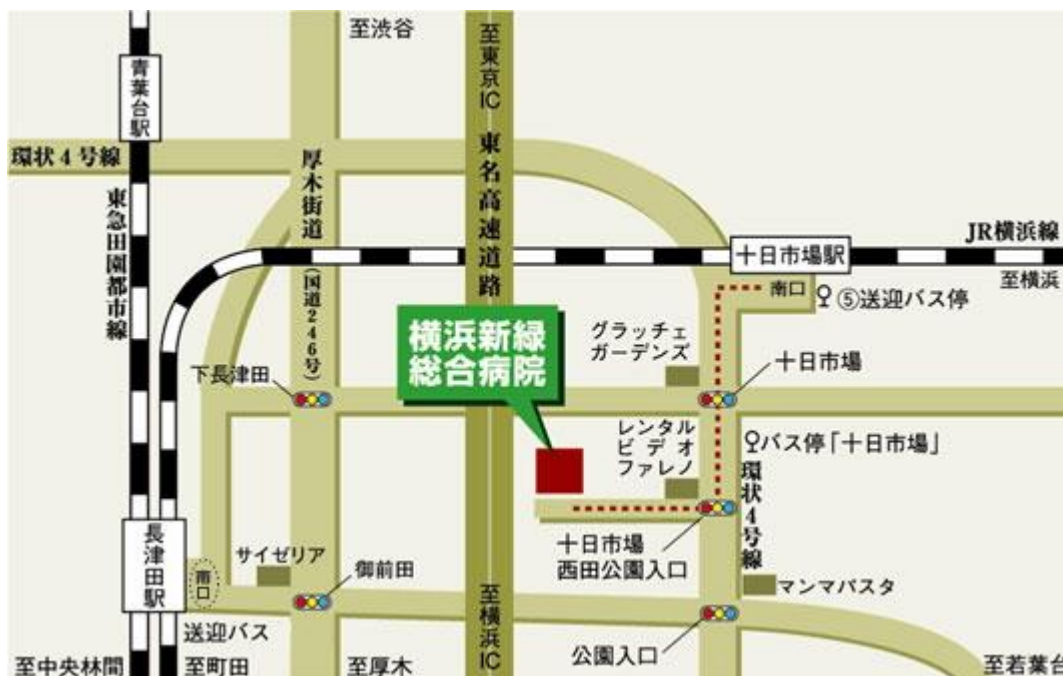 至渋谷
至東京IC
青葉台駅
環状4号線
厚木街道
(国道246号)
東名高速道路
東急田園都市線
JR横浜線
十日市場駅
至横浜
南口
⑤送迎バス停
横浜新緑
総合病院
グラッチェ
ガーデンズ
十日市場
下長津田
レンタル
ビデオ
ファレノ
バス停「十日市場」
環状4号線
十日市場
西田公園入口
長津田駅
南口
サイゼリア
御前田
マンマパスタ
送迎バス
至横浜IC
公園入口
至中央林間
至町田
至厚木
至若葉台